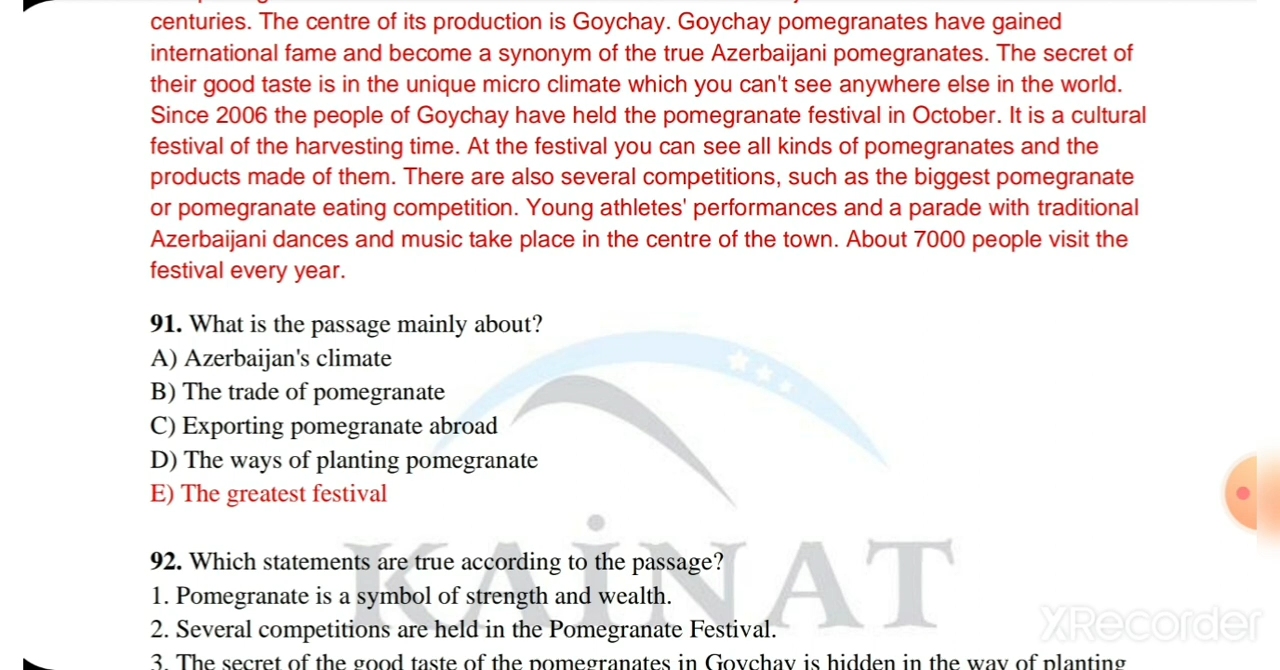 centuries. The centre of its production is Goychay. Goychay pomegranates have gained
international fame and become a synonym of the true Azerbaijani pomegranates. The secret of
their good taste is in the unique micro climate which you can't see anywhere else in the world.
Since 2006 the people of Goychay have held the pomegranate festival in October. It is a cultural
festival of the harvesting time. At the festival you can see all kinds of pomegranates and the
products made of them. There are also several competitions, such as the biggest pomegranate
or pomegranate eating competition. Young athletes' performances and a parade with traditional
Azerbaijani dances and music take place in the centre of the town. About 7000 people visit the
festival every year.
91. What is the passage mainly about?
A) Azerbaijan's climate
B) The trade of pomegranate
C) Exporting pomegranate abroad
D) The ways of planting pomegranate
E) The greatest festival
92. Which statements are true according to the passage?
1. Pomegranate is a symbol of strength and wealth.
2. Several competitions are held in the Pomegranate Festival.
3. The secret of the good taste of the pomegranates in Goychay is hidden in the way of planting
KAİNAT
XRecorder